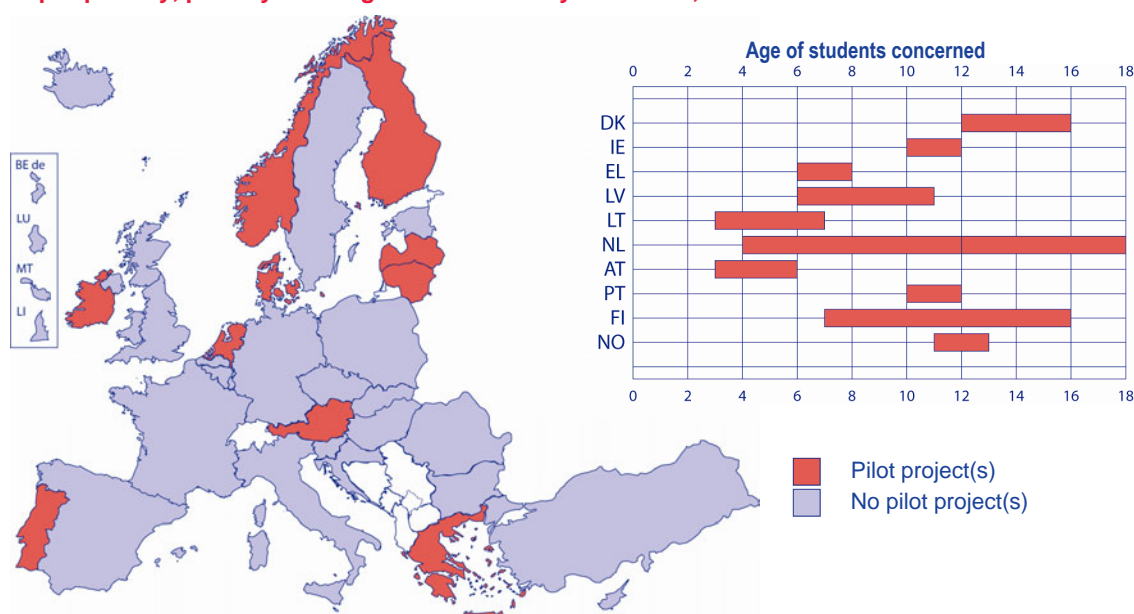 Age of students concerned
0 2 4 6 8 10 12 14 16 18
DK
IE
EL
LV
LT
NL
AT
PT
FI
NO
0 2 4 6 8 10 12 14 16 18
BE de
LU
MT
LI
Pilot project(s)
No pilot project(s)